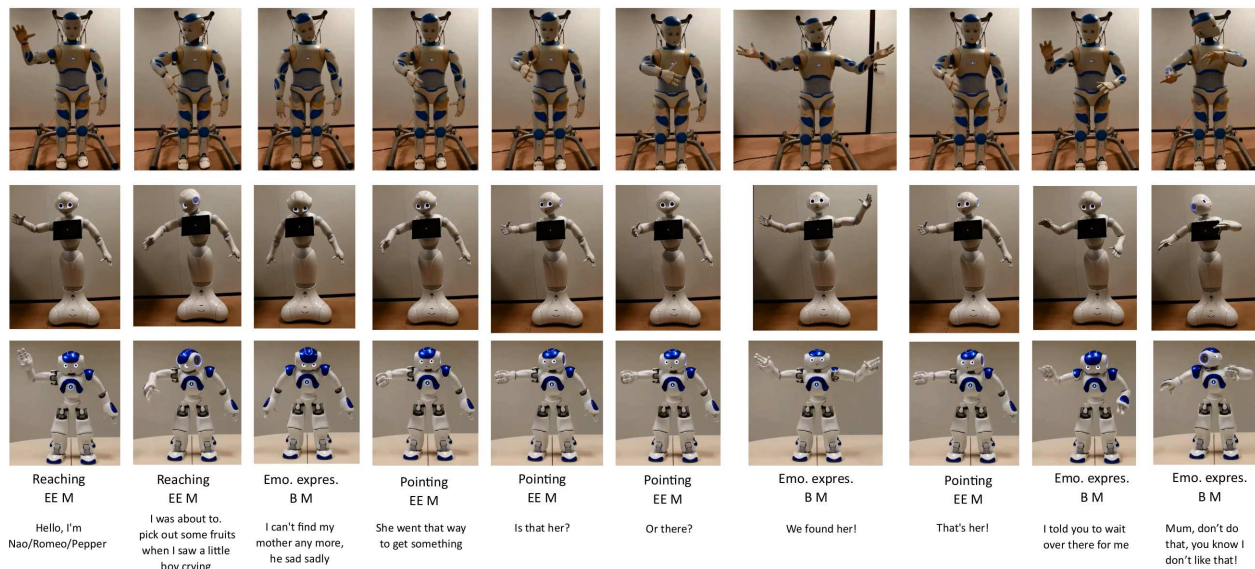 Reaching
EE M
Hello, I'm
Nao/Romeo/Pepper
Reaching
EE M
I was about to.
pick out some fruits
when I saw a little
boy crying
Emo. expres.
B M
I can't find my
mother any more,
he sad sadly
Pointing
EE M
She went that way
to get something
Pointing
EE M
Is that her?
Pointing
EE M
Or there?
Emo. expres.
B M
We found her!
Pointing
EE M
That's her!
Emo. expres.
B M
I told you to wait
over there for me
Emo. expres.
B M
Mum, don't do
that, you know I
don't like that!